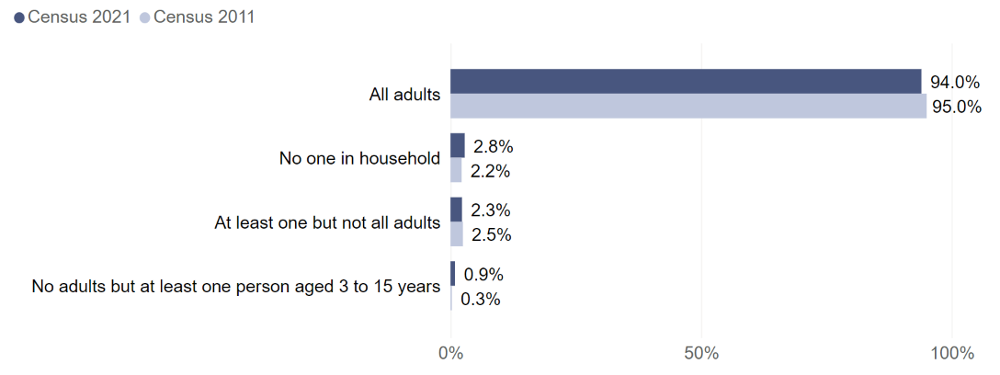 Census 2021 Census 2011
All adults 94.0%
95.0%
No one in household 2.8%
2.2%
At least one but not all adults 2.3%
2.5%
No adults but at least one person aged 3 to 15 years 0.9%
0.3%
0% 50% 100%